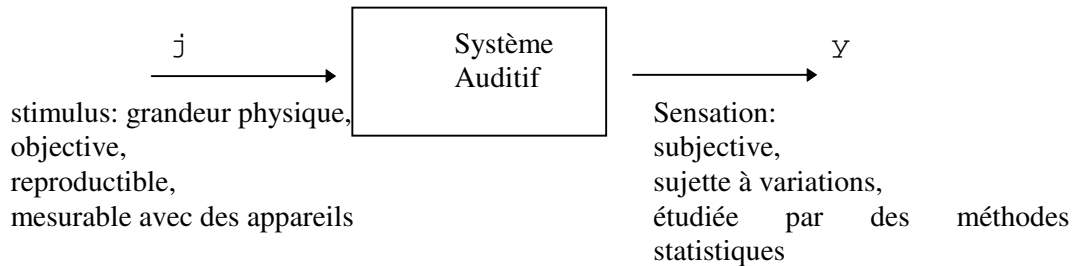 j
Système
Auditif
y
stimulus: grandeur physique,
objective,
reproductible,
mesurable avec des appareils
Sensation:
subjective,
sujette à variations,
étudiée par des méthodes
statistiques